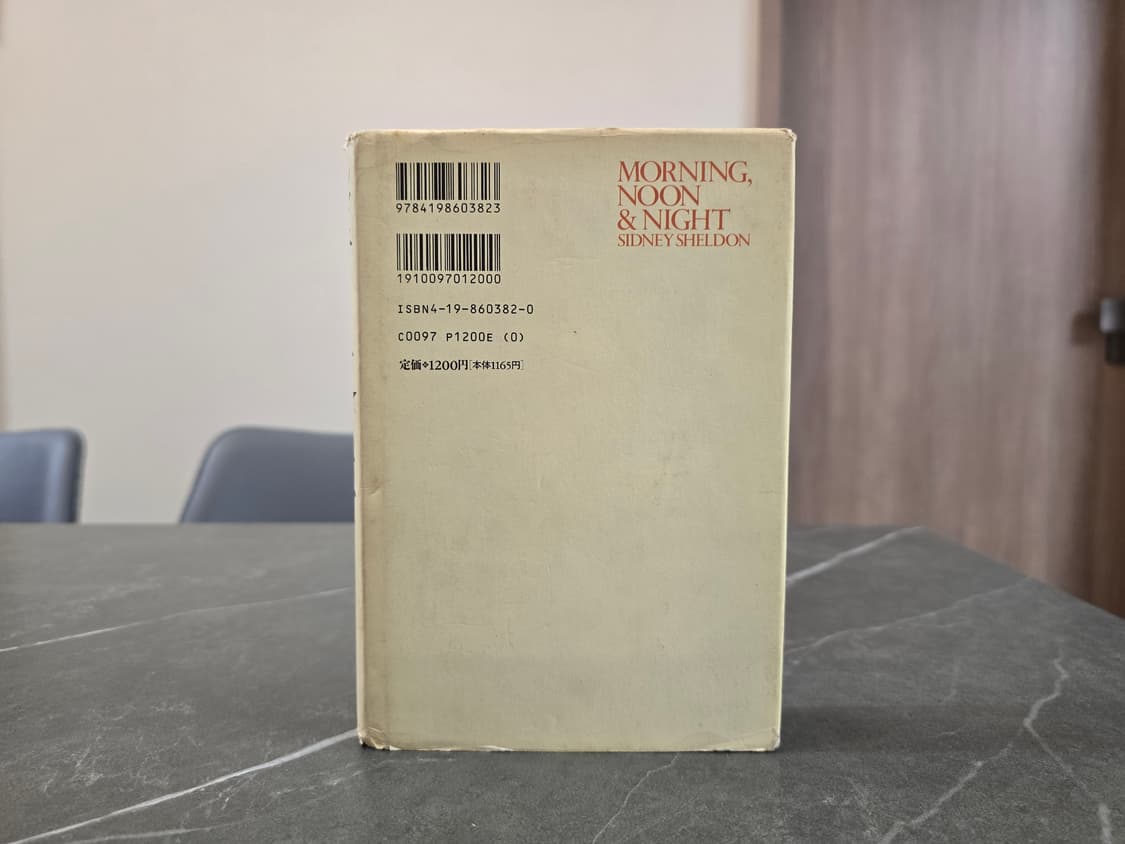 9784198603823
1910097012000
ISBN4-19-860382-0
C0097 P1200E (0)
定価❖1200円[本体1165円]
MORNING,
NOON
& NIGHT
SIDNEY SHELDON